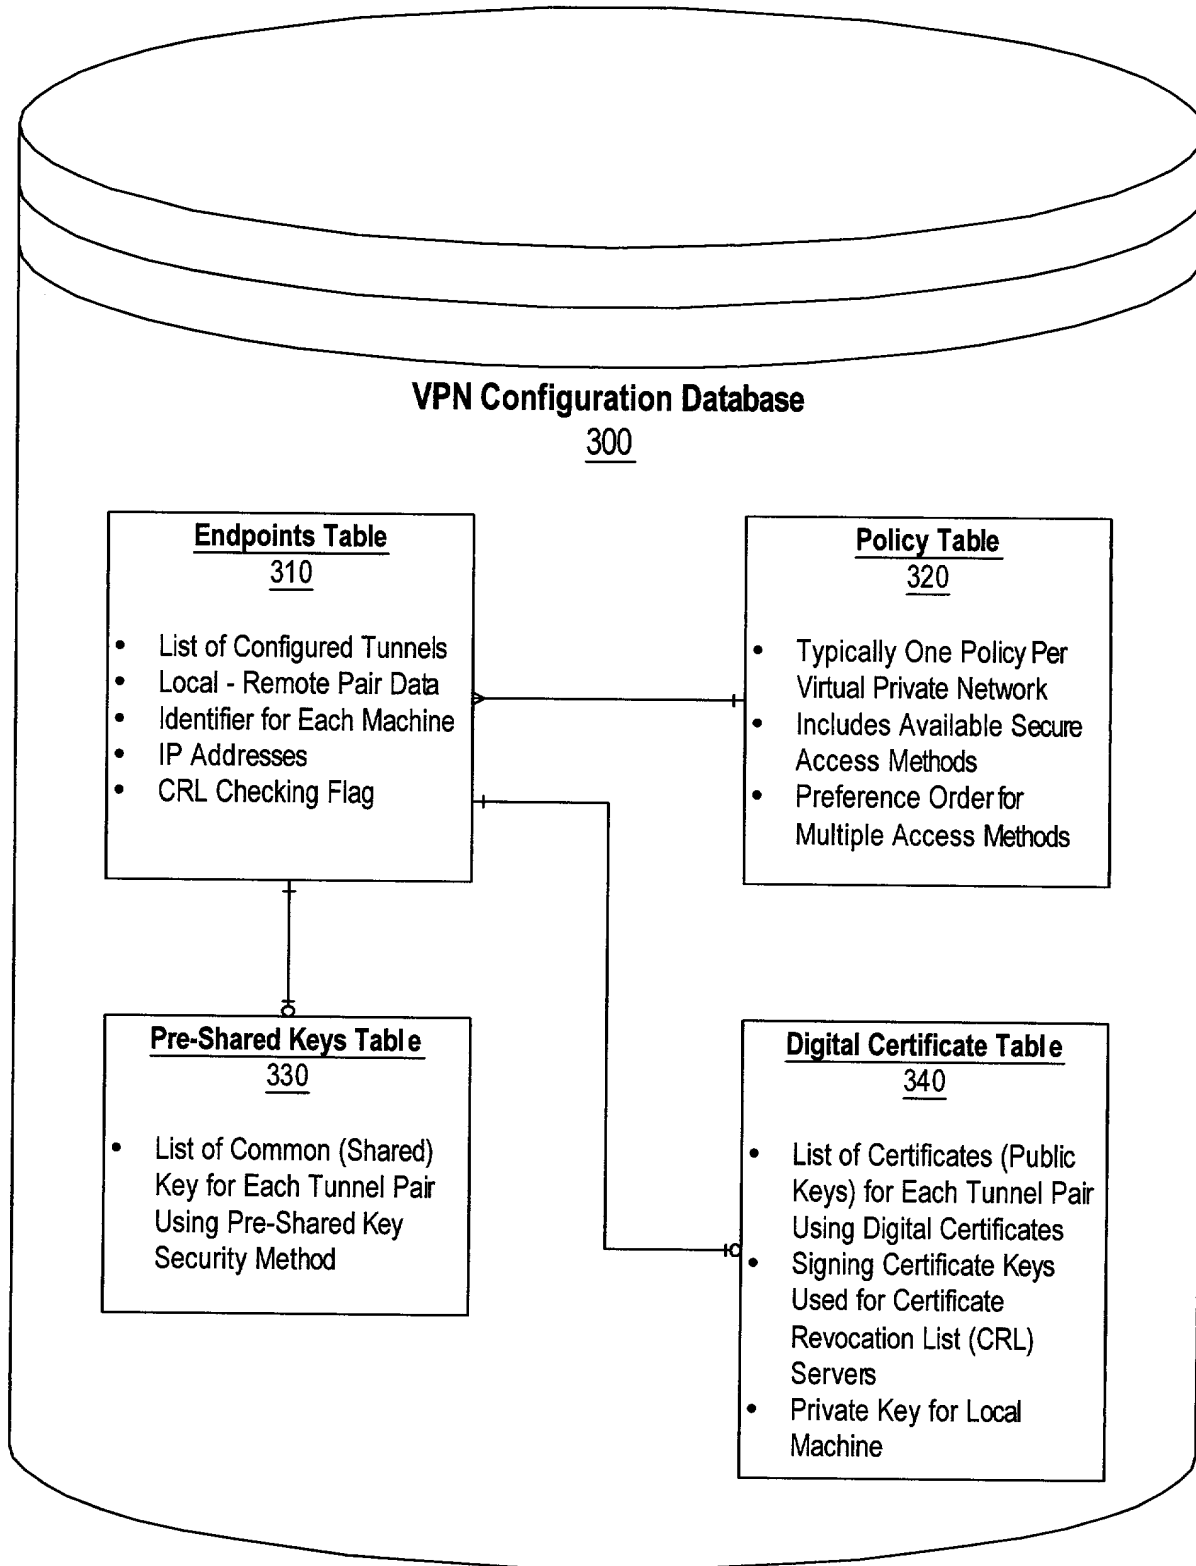 VPN Configuration Database
300
Endpoints Table
310
• List of Configured Tunnels
• Local - Remote Pair Data
• Identifier for Each Machine
• IP Addresses
• CRL Checking Flag
Policy Table
320
• Typically One Policy Per
Virtual Private Network
• Includes Available Secure
Access Methods
• Preference Order for
Multiple Access Methods
Pre-Shared Keys Table
330
• List of Common (Shared)
Key for Each Tunnel Pair
Using Pre-Shared Key
Security Method
Digital Certificate Table
340
• List of Certificates (Public
Keys) for Each Tunnel Pair
Using Digital Certificates
• Signing Certificate Keys
Used for Certificate
Revocation List (CRL)
Servers
• Private Key for Local
Machine